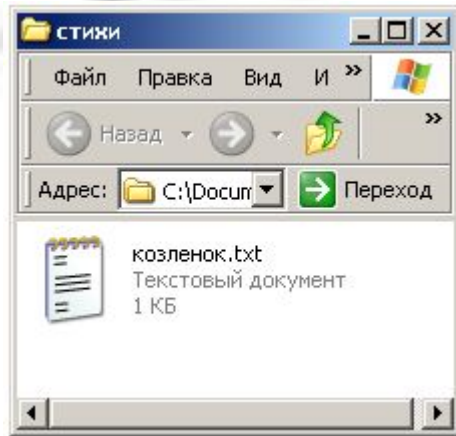 стихи
Файл Правка Вид И »
Назад »
Адрес: C:\Docum Переход
козленок.txt
Текстовый документ
1 КБ